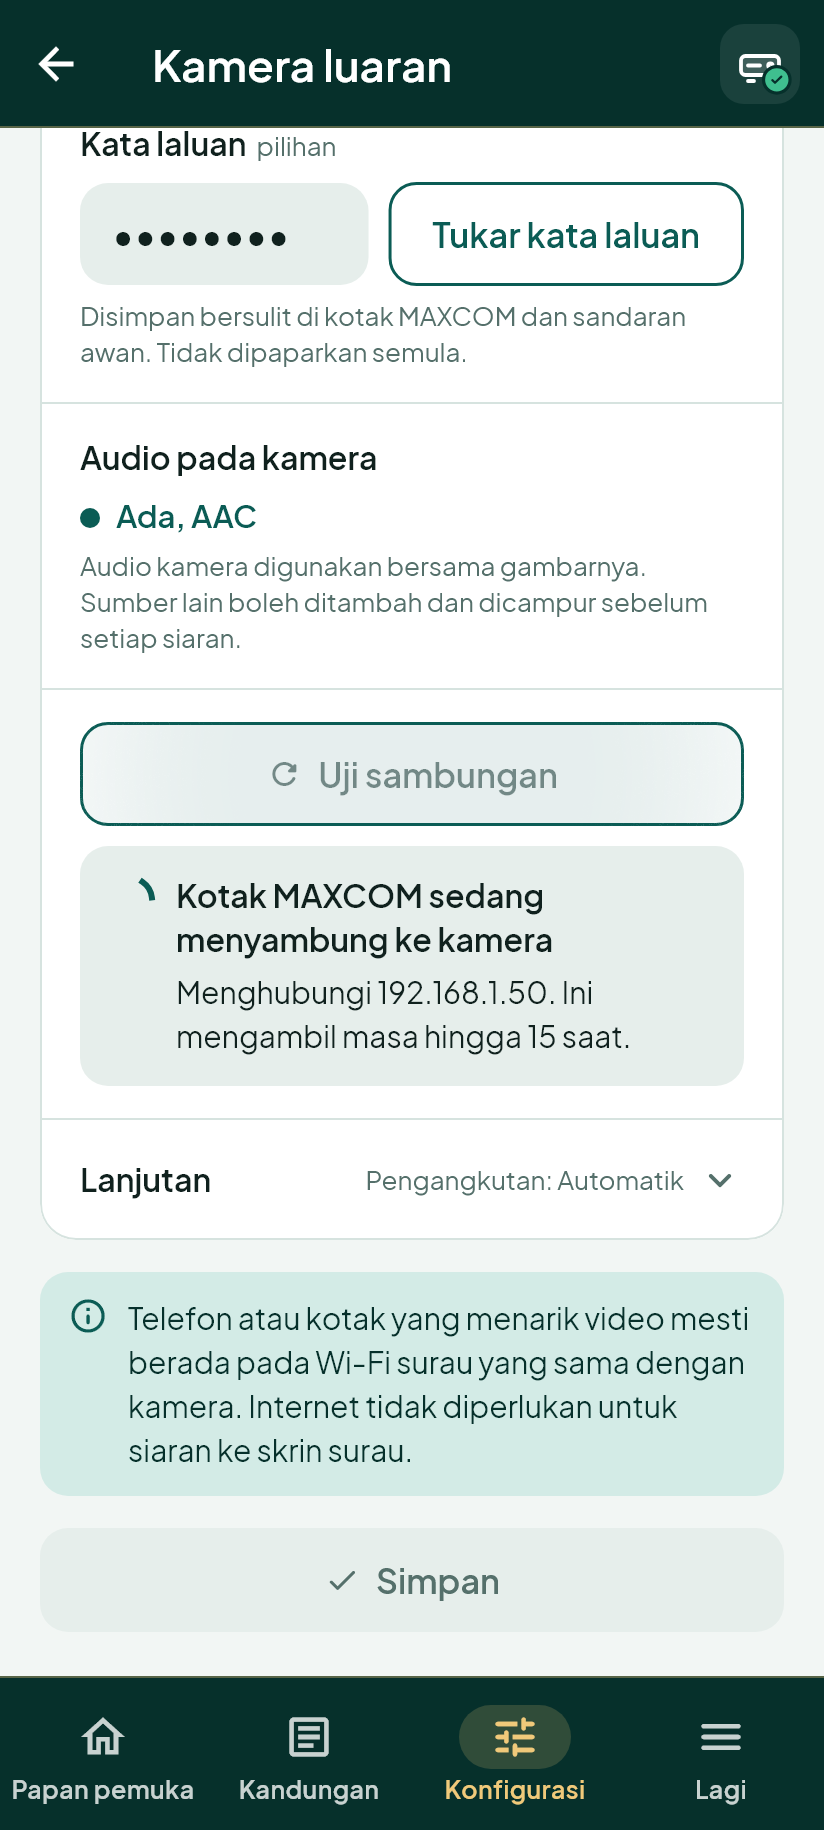 Kamera luaran
Kata laluan pilihan
••••••••
Tukar kata laluan
Disimpan bersulit di kotak MAXCOM dan sandaran
awan. Tidak dipaparkan semula.
Audio pada kamera
Ada, AAC
Audio kamera digunakan bersama gambarnya.
Sumber lain boleh ditambah dan dicampur sebelum
setiap siaran.
Uji sambungan
Kotak MAXCOM sedang
menyambung ke kamera
Menghubungi 192.168.1.50. Ini
mengambil masa hingga 15 saat.
Lanjutan
Pengangkutan: Automatik
Telefon atau kotak yang menarik video mesti
berada pada Wi-Fi surau yang sama dengan
kamera. Internet tidak diperlukan untuk
siaran ke skrin surau.
Simpan
Papan pemuka
Kandungan
Konfigurasi
Lagi